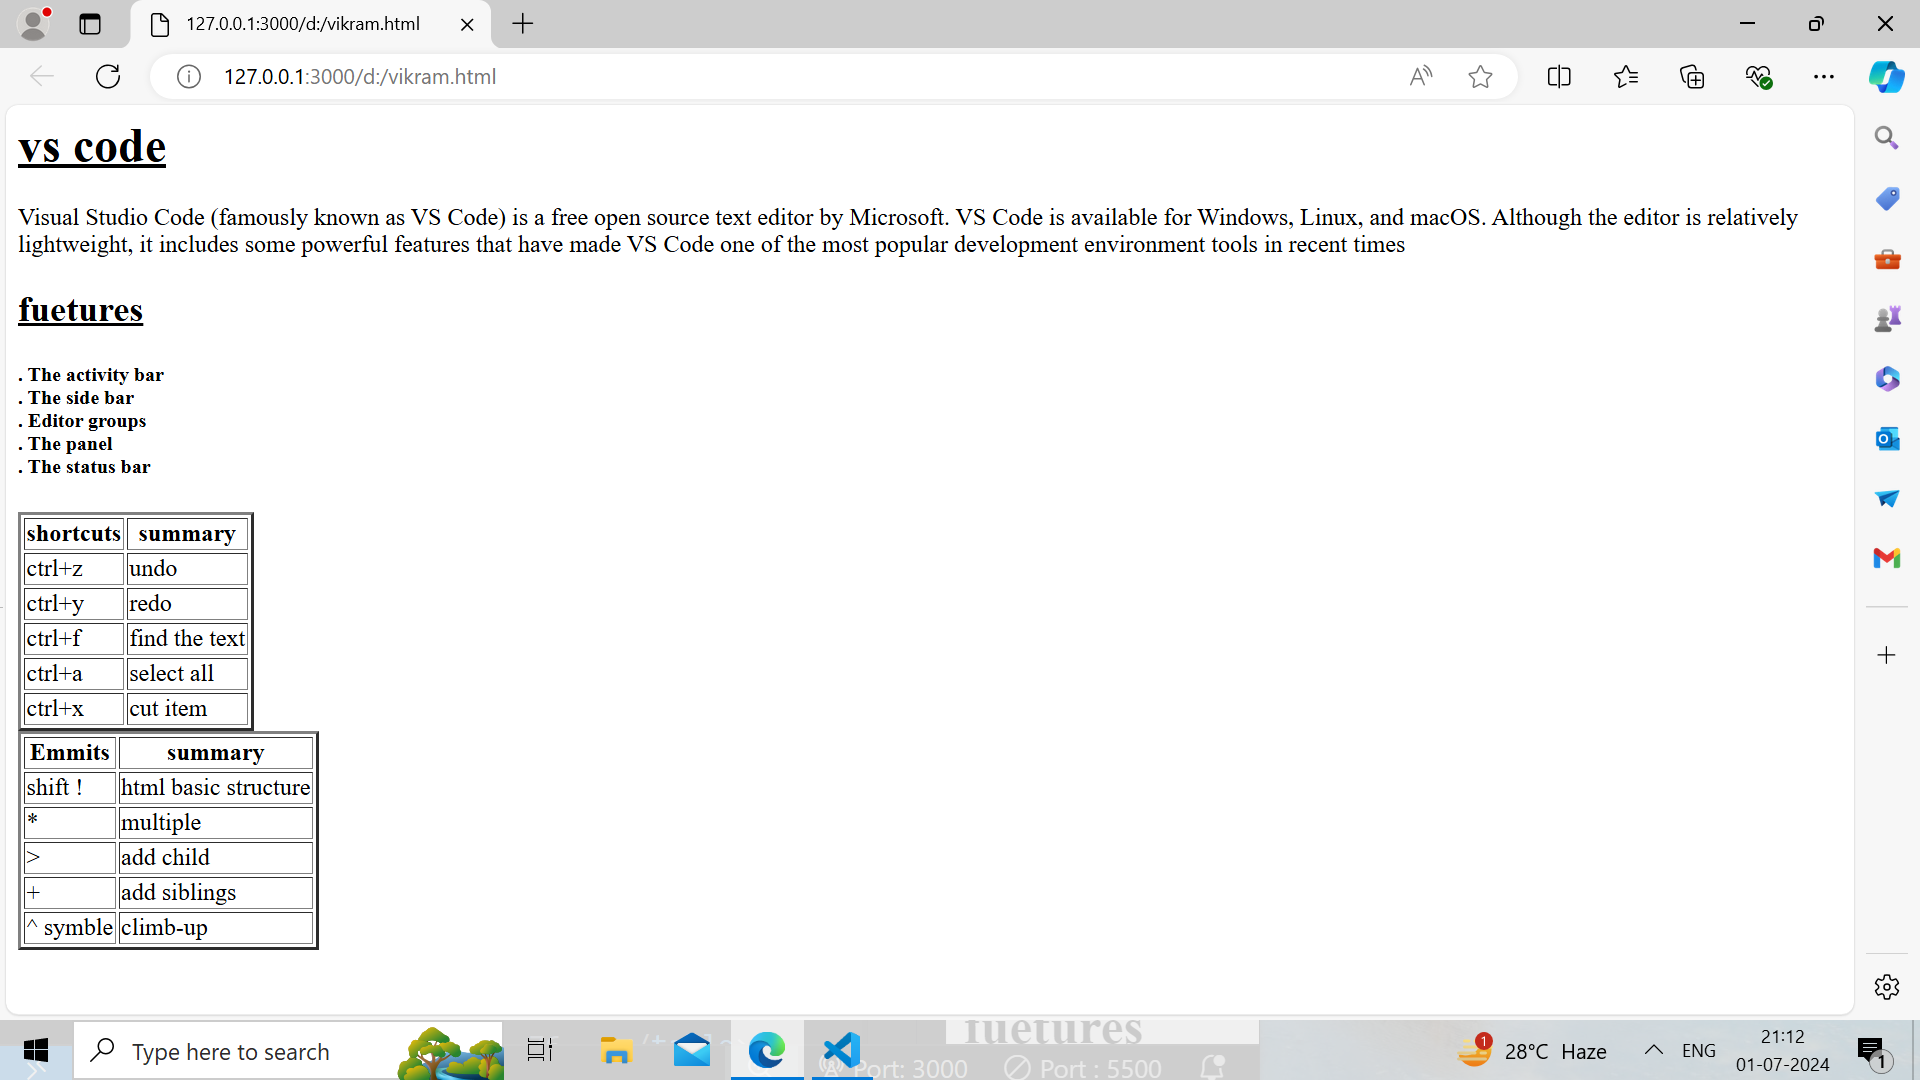 127.0.0.1:3000/d:/vikram.html
127.0.0.1:3000/d:/vikram.html
vs code
Visual Studio Code (famously known as VS Code) is a free open source text editor by Microsoft. VS Code is available for Windows, Linux, and macOS. Although the editor is relatively
lightweight, it includes some powerful features that have made VS Code one of the most popular development environment tools in recent times
fuetures
. The activity bar
. The side bar
. Editor groups
. The panel
. The status bar
shortcuts summary
ctrl+z undo
ctrl+y redo
ctrl+f find the text
ctrl+a select all
ctrl+x cut item
Emmits summary
shift ! html basic structure
* multiple
> add child
+ add siblings
^ symble climb-up
fuetures
Type here to search
Port: 3000
Port : 5500
1
28°C Haze
ENG
21:12
01-07-2024
1